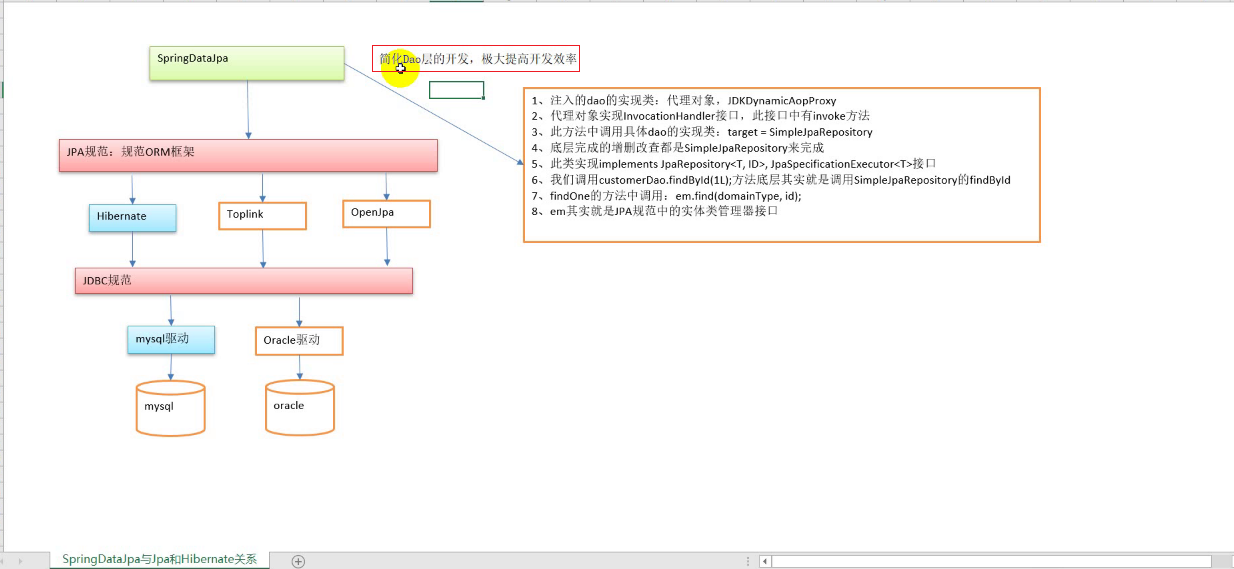 SpringDataJpa
简化Dao层的开发，极大提高开发效率
1、注入的dao的实现类：代理对象，JDKDynamicAopProxy
2、代理对象实现InvocationHandler接口，此接口中有invoke方法
3、此方法中调用具体dao的实现类：target = SimpleJpaRepository
4、底层完成的增删改查都是SimpleJpaRepository来完成
5、此类实现implements JpaRepository<T, ID>, JpaSpecificationExecutor<T>接口
6、我们调用customerDao.findById(1L);方法底层其实就是调用SimpleJpaRepository的findById
7、findOne的方法中调用：em.find(domainType, id);
8、em其实就是JPA规范中的实体类管理器接口
JPA规范：规范ORM框架
Hibernate
Toplink
OpenJpa
JDBC规范
mysql驱动
Oracle驱动
mysql
oracle
SpringDataJpa与Jpa和Hibernate关系